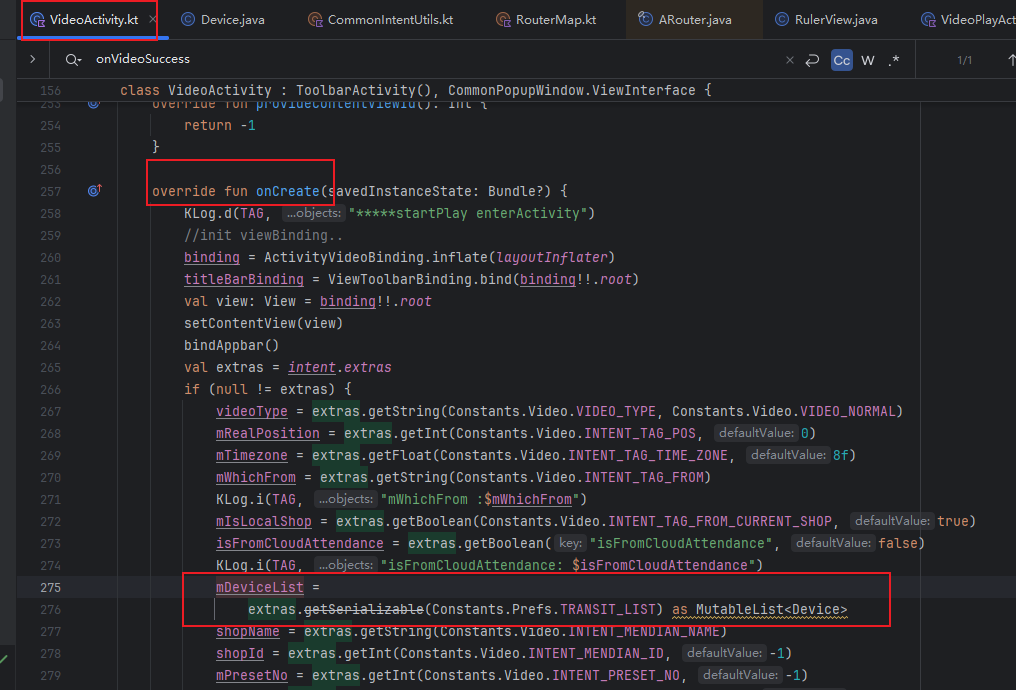 VideoActivity.kt × Device.java CommonIntentUtils.kt RouterMap.kt ARouter.java RulerView.java VideoPlayAct
onVideoSuccess × Cc W .* 1/1
156 class VideoActivity : ToolbarActivity(), CommonPopupWindow.ViewInterface {
253 override fun provideContentViewId(): Int {
254 return -1
255 }
256
257 override fun onCreate(savedInstanceState: Bundle?) {
258 KLog.d(TAG, ...objects: "*****startPlay enterActivity")
259 //init viewBinding..
260 binding = ActivityVideoBinding.inflate(layoutInflater)
261 titleBarBinding = ViewToolbarBinding.bind(binding!!.root)
262 val view: View = binding!!.root
263 setContentView(view)
264 bindAppbar()
265 val extras = intent.extras
266 if (null != extras) {
267 videoType = extras.getString(Constants.Video.VIDEO_TYPE, Constants.Video.VIDEO_NORMAL)
268 mRealPosition = extras.getInt(Constants.Video.INTENT_TAG_POS, defaultValue: 0)
269 mTimezone = extras.getFloat(Constants.Video.INTENT_TAG_TIME_ZONE, defaultValue: 8f)
270 mWhichFrom = extras.getString(Constants.Video.INTENT_TAG_FROM)
271 KLog.i(TAG, ...objects: "mWhichFrom :$mWhichFrom")
272 mIsLocalShop = extras.getBoolean(Constants.Video.INTENT_TAG_FROM_CURRENT_SHOP, defaultValue: true)
273 isFromCloudAttendance = extras.getBoolean( key: "isFromCloudAttendance", defaultValue: false)
274 KLog.i(TAG, ...objects: "isFromCloudAttendance: $isFromCloudAttendance")
275 mDeviceList =
276 extras.getSerializable(Constants.Prefs.TRANSIT_LIST) as MutableList<Device>
277 shopName = extras.getString(Constants.Video.INTENT_MENDIAN_NAME)
278 shopId = extras.getInt(Constants.Video.INTENT_MENDIAN_ID, defaultValue: -1)
279 mPresetNo = extras.getInt(Constants.Video.INTENT_PRESET_NO, defaultValue: -1)